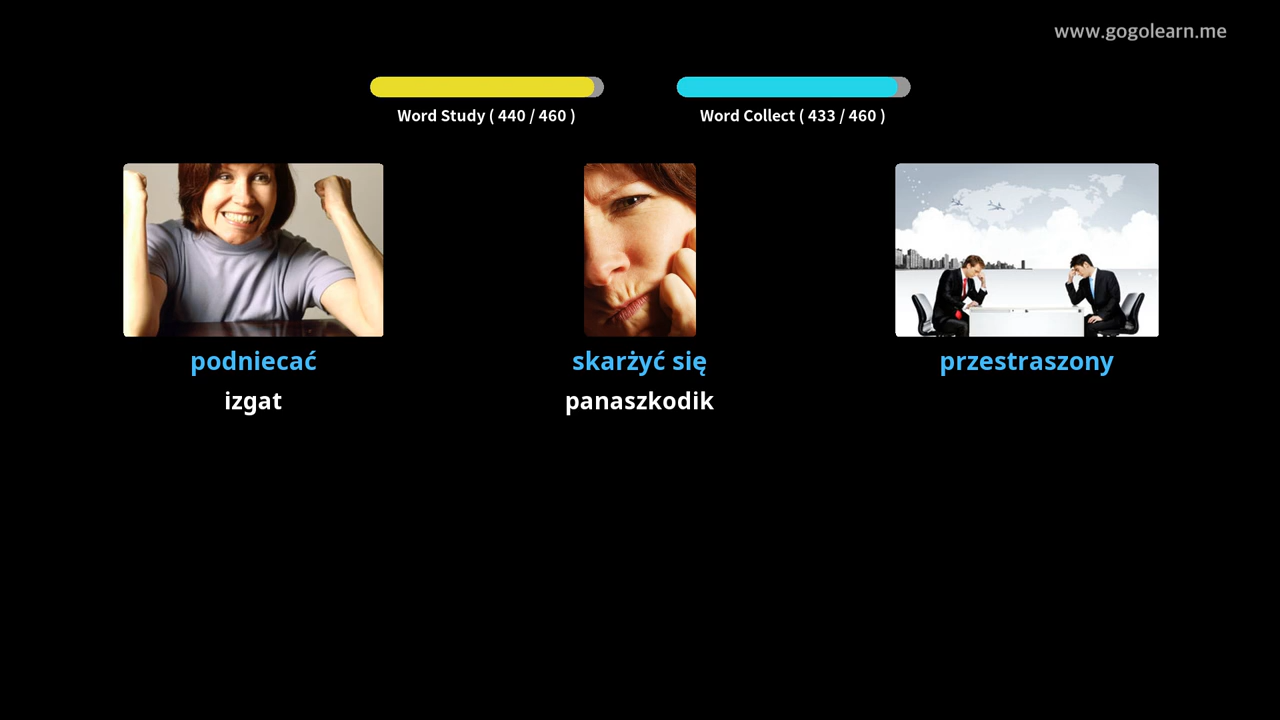 www.gogolearn.me
Word Study ( 440 / 460 )
Word Collect ( 433 / 460 )
podniecać
skarżyć się
przestraszony
izgat
panaszkodik